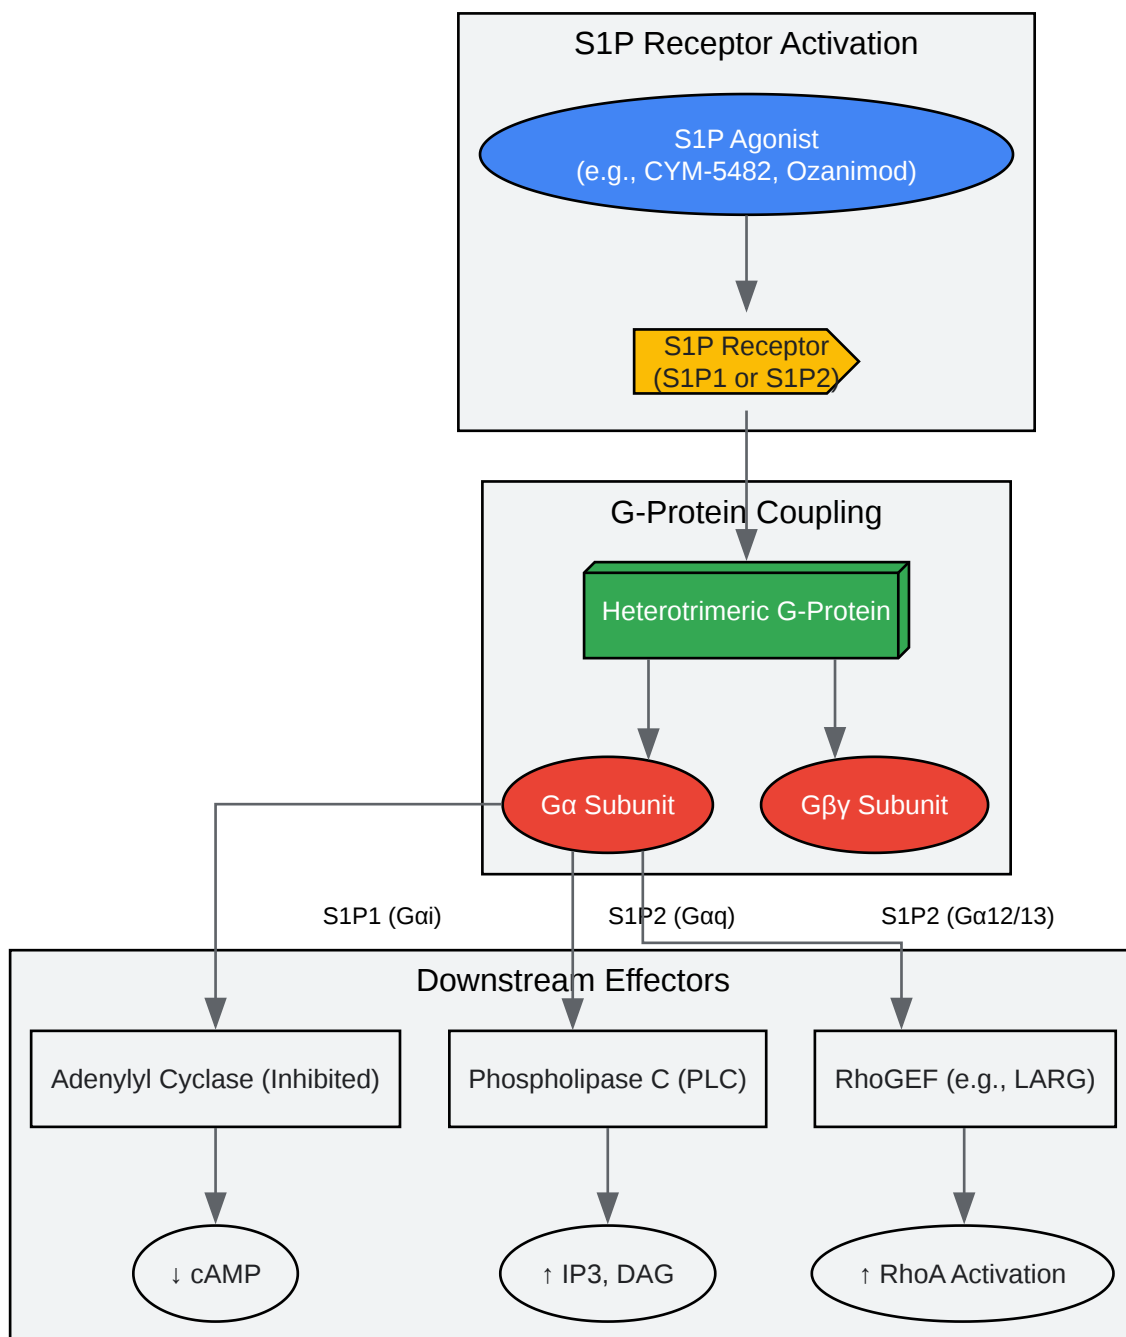 S1P Receptor Activation
S1P Agonist
(e.g., CYM-5482, Ozanimod)
S1P Receptor
(S1P1 or S1P2)
G-Protein Coupling
Heterotrimeric G-Protein
Gα Subunit
Gβγ Subunit
S1P1 (Gαi)
S1P2 (Gαq)
S1P2 (Gα12/13)
Downstream Effectors
Adenylyl Cyclase (Inhibited)
Phospholipase C (PLC)
RhoGEF (e.g., LARG)
↓ cAMP
↑ IP3, DAG
↑ RhoA Activation